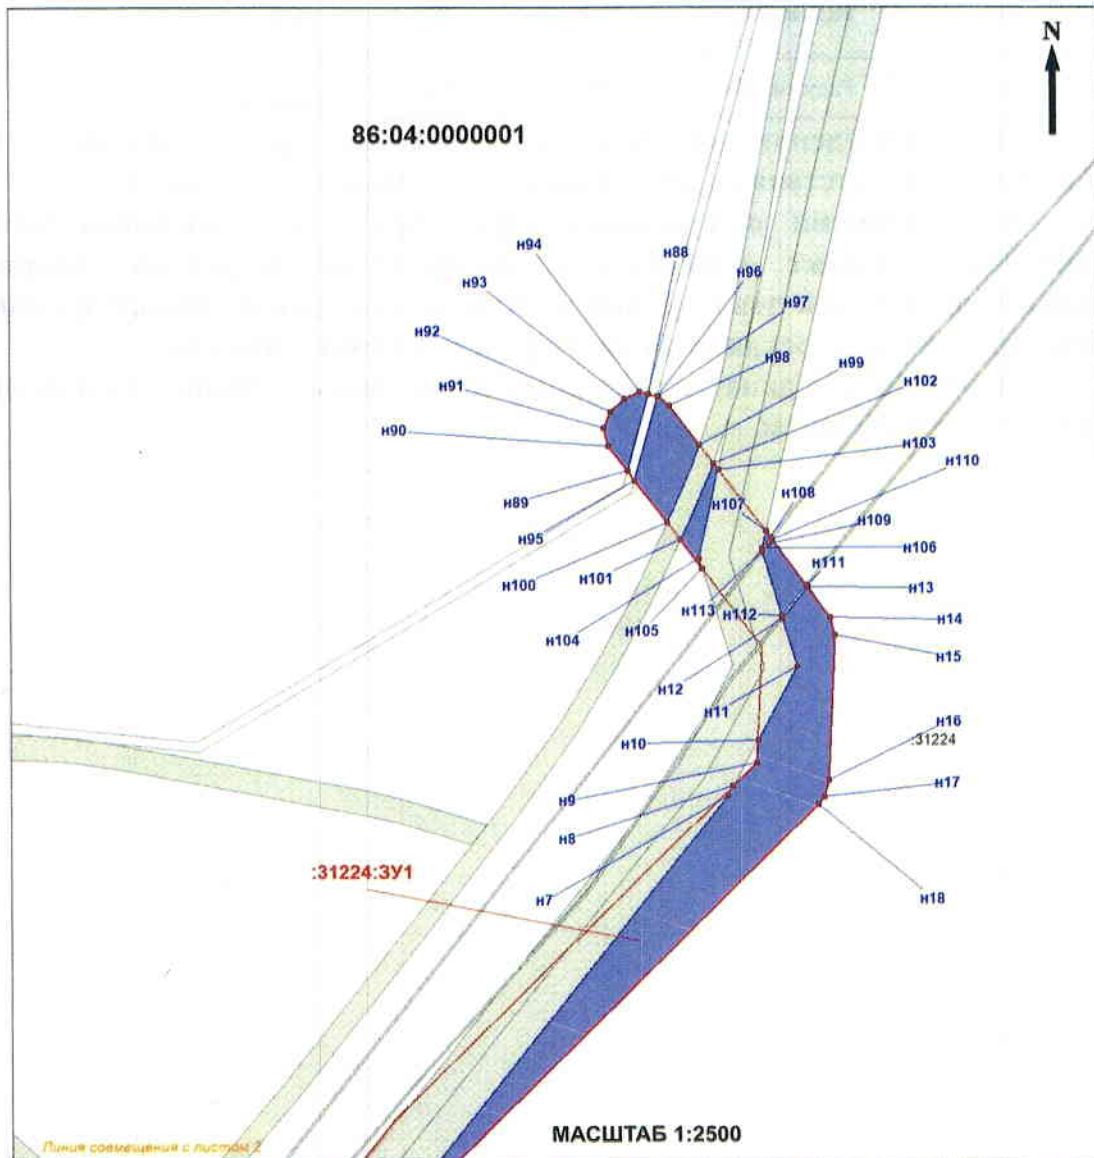 N
86:04:0000001
н94
н88
н96
н93
н97
н92
н98
н99
н91
н102
н90
н103
н110
н107
н108
н89
н109
н95
н106
н100
н101
н111
н13
н113
н112
н14
н104
н105
н15
н12
н11
н16
н10
:31224
н9
н17
н8
:31224:ЗУ1
н7
н18
МАСШТАБ 1:2500
Линия совмещения с листом 2